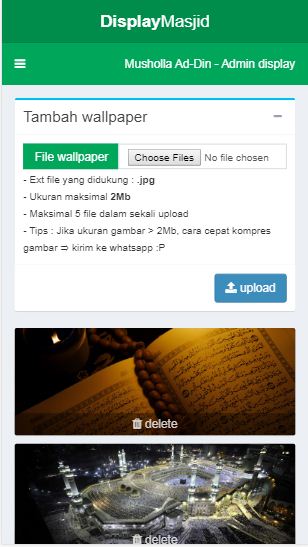 DisplayMasjid
Musholla Ad-Din - Admin display
Tambah wallpaper
File wallpaper Choose Files No file chosen
- Ext file yang didukung : .jpg
- Ukuran maksimal 2Mb
- Maksimal 5 file dalam sekali upload
- Tips : Jika ukuran gambar > 2Mb, cara cepat kompres
gambar ⇒ kirim ke whatsapp :P
upload
delete
delete